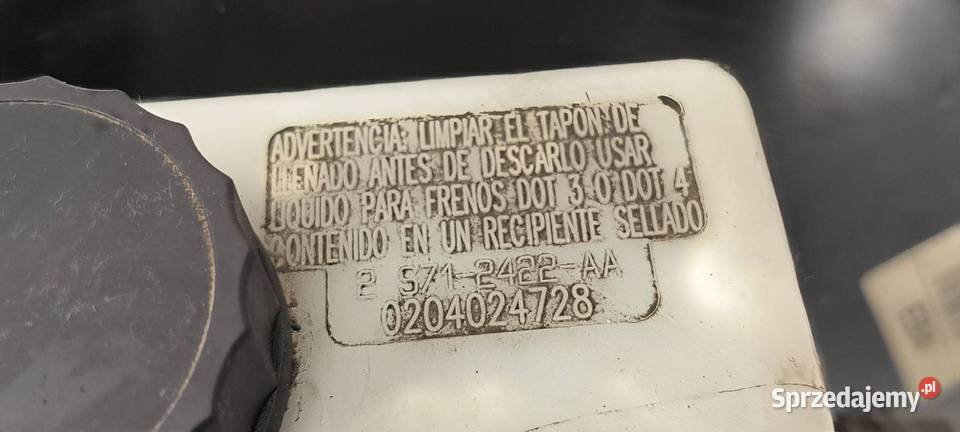 ADVERTENCIA: LIMPIAR EL TAPON DE
LLENADO ANTES DE DESCARLO USAR
LIQUIDO PARA FRENOS DOT 3 O DOT 4
CONTENIDO EN UN RECIPIENTE SELLADO
2 S71-2422-AA
0204024728
EBA
Sprzedajemy.pl